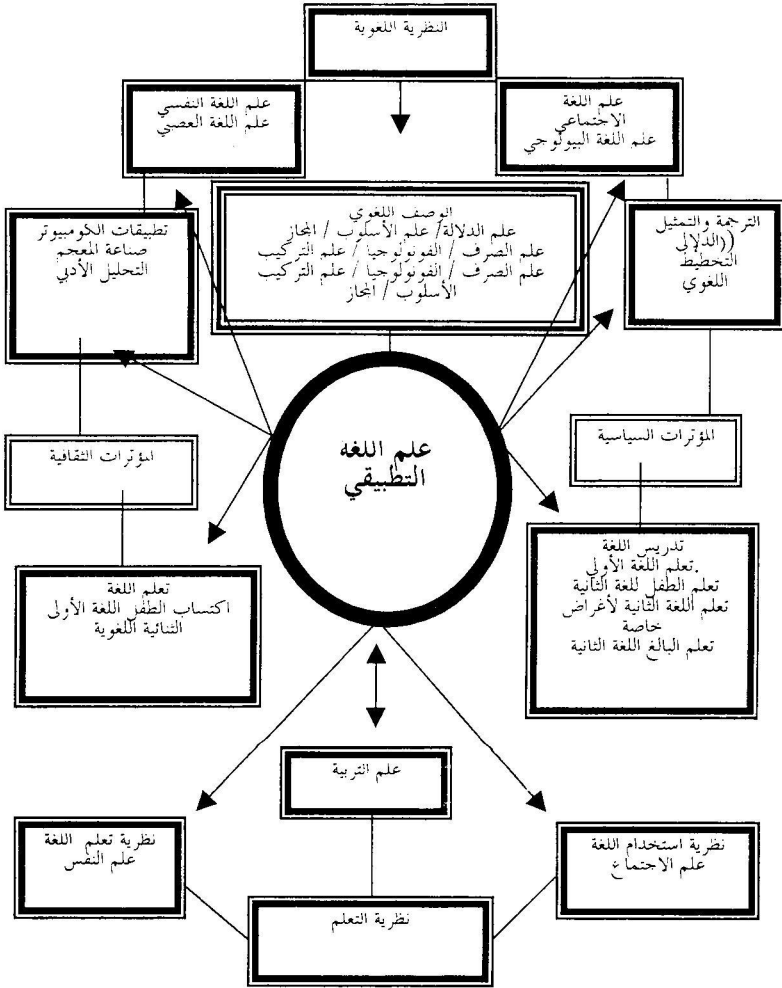 النظرية اللغوية
علم اللغة
الاجتماعي
علم اللغة البيولوجي
علم اللغة النفسي
علم اللغة العصبي
الوصف اللغوي
علم الدلالة/ علم الأسلوب / المجاز
علم الصرف / الفونولوجيا / علم التركيب
علم الصرف / الفونولوجيا / علم التركيب
الأسلوب / المجاز
الترجمة والتمثيل
((الدلالي
التخطيط
اللغوي
تطبيقات الكومبيوتر
صناعة المعجم
التحليل الأدبي
علم اللغه
التطبيقي
المؤثرات السياسية
المؤثرات الثقافية
تدريس اللغة
.تعلم اللغة الأولي
تعلم الطفل للغة الثانية
تعلم اللغة الثانية لأغراض
خاصة
تعلم البالغ اللغة الثانية
تعلم اللغة
اكتساب الطفل اللغة الأولى
الثنائية اللغوية
علم التربية
نظرية استخدام اللغة
علم الاجتماع
نظرية تعلم اللغة
علم النفس
نظرية التعلم